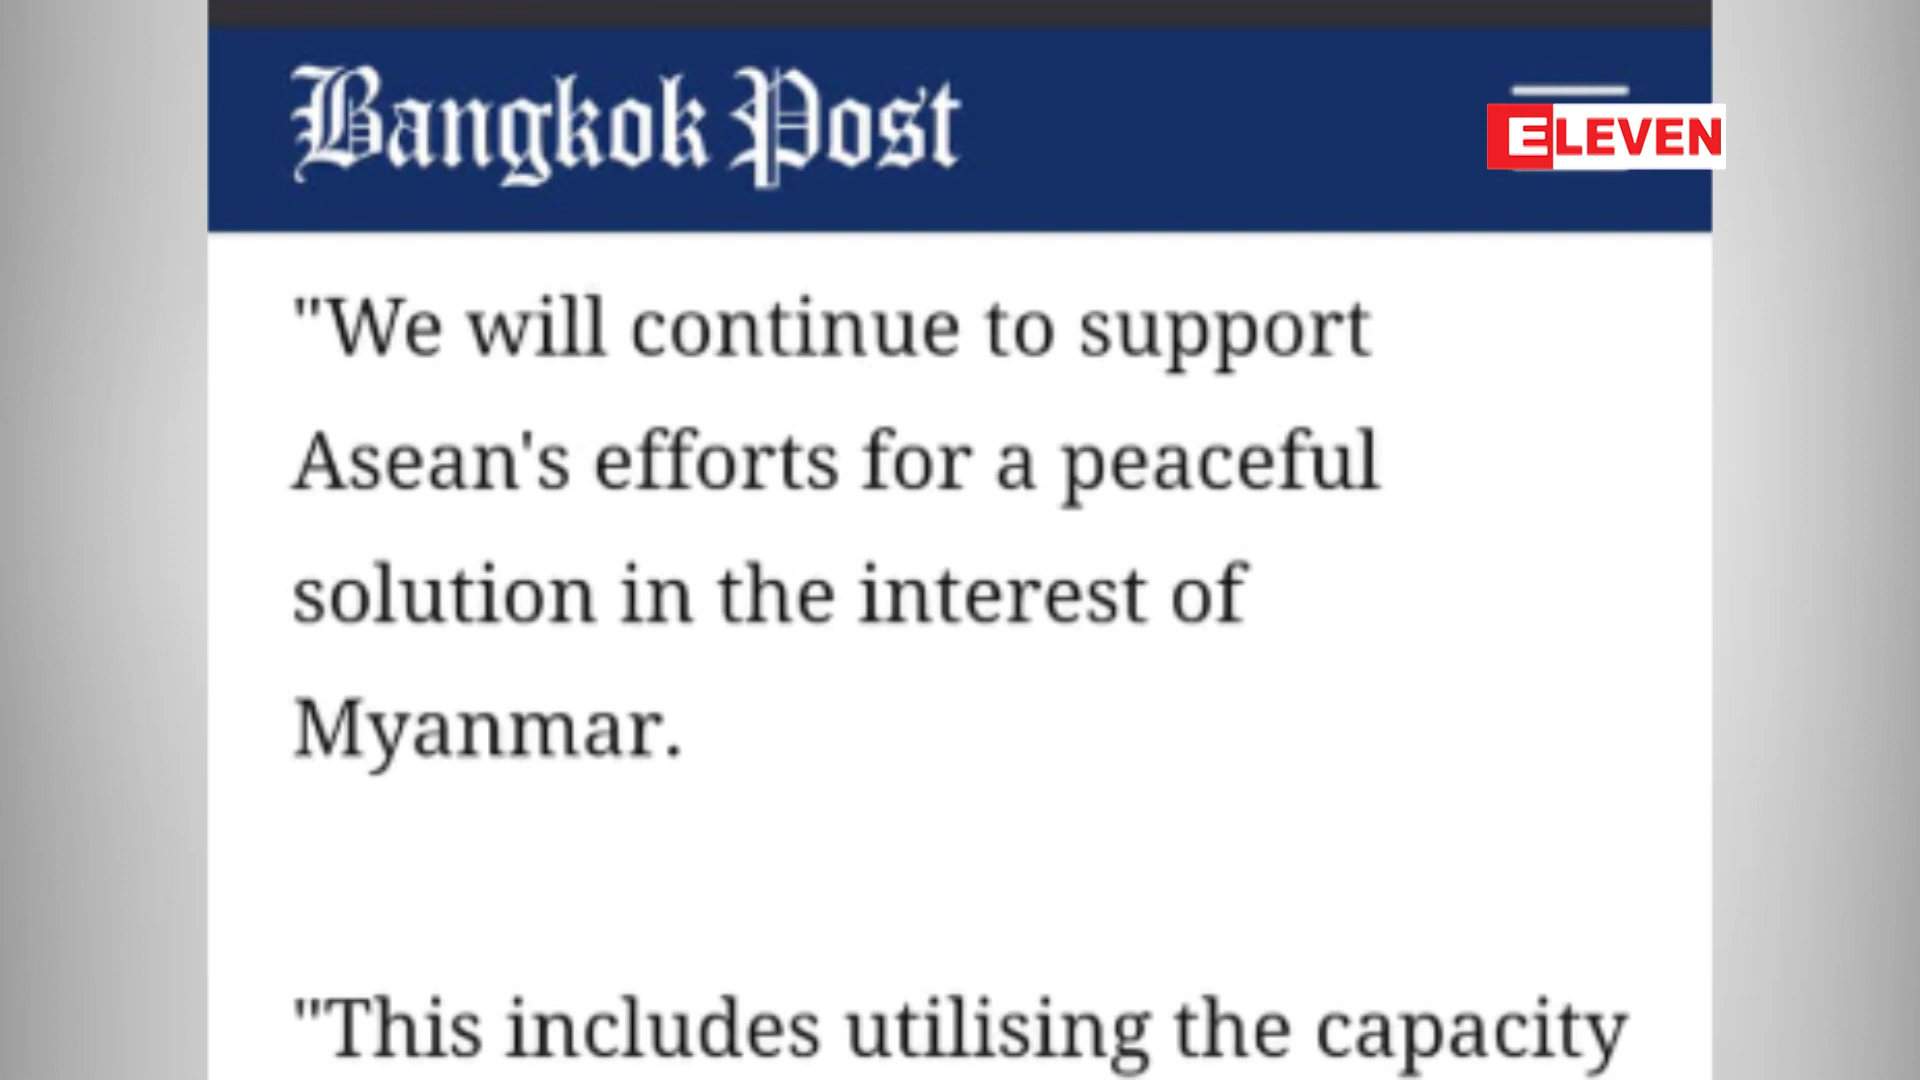 Bangkok Post
ELEVEN
"We will continue to support
Asean's efforts for a peaceful
solution in the interest of
Myanmar.
"This includes utilising the capacity